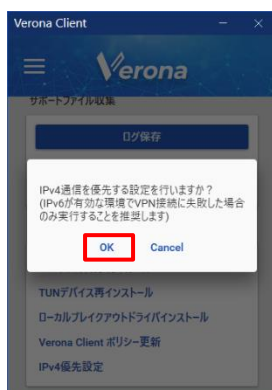 Verona Client
Verona
サポートファイル収集
ログ保存
IPv4通信を優先する設定を行いますか？
(IPv6が有効な環境でVPN接続に失敗した場合
のみ実行することを推奨します)
OK Cancel
TUNデバイス再インストール
ローカルブレイクアウトドライバインストール
Verona Client ポリシー更新
IPv4優先設定